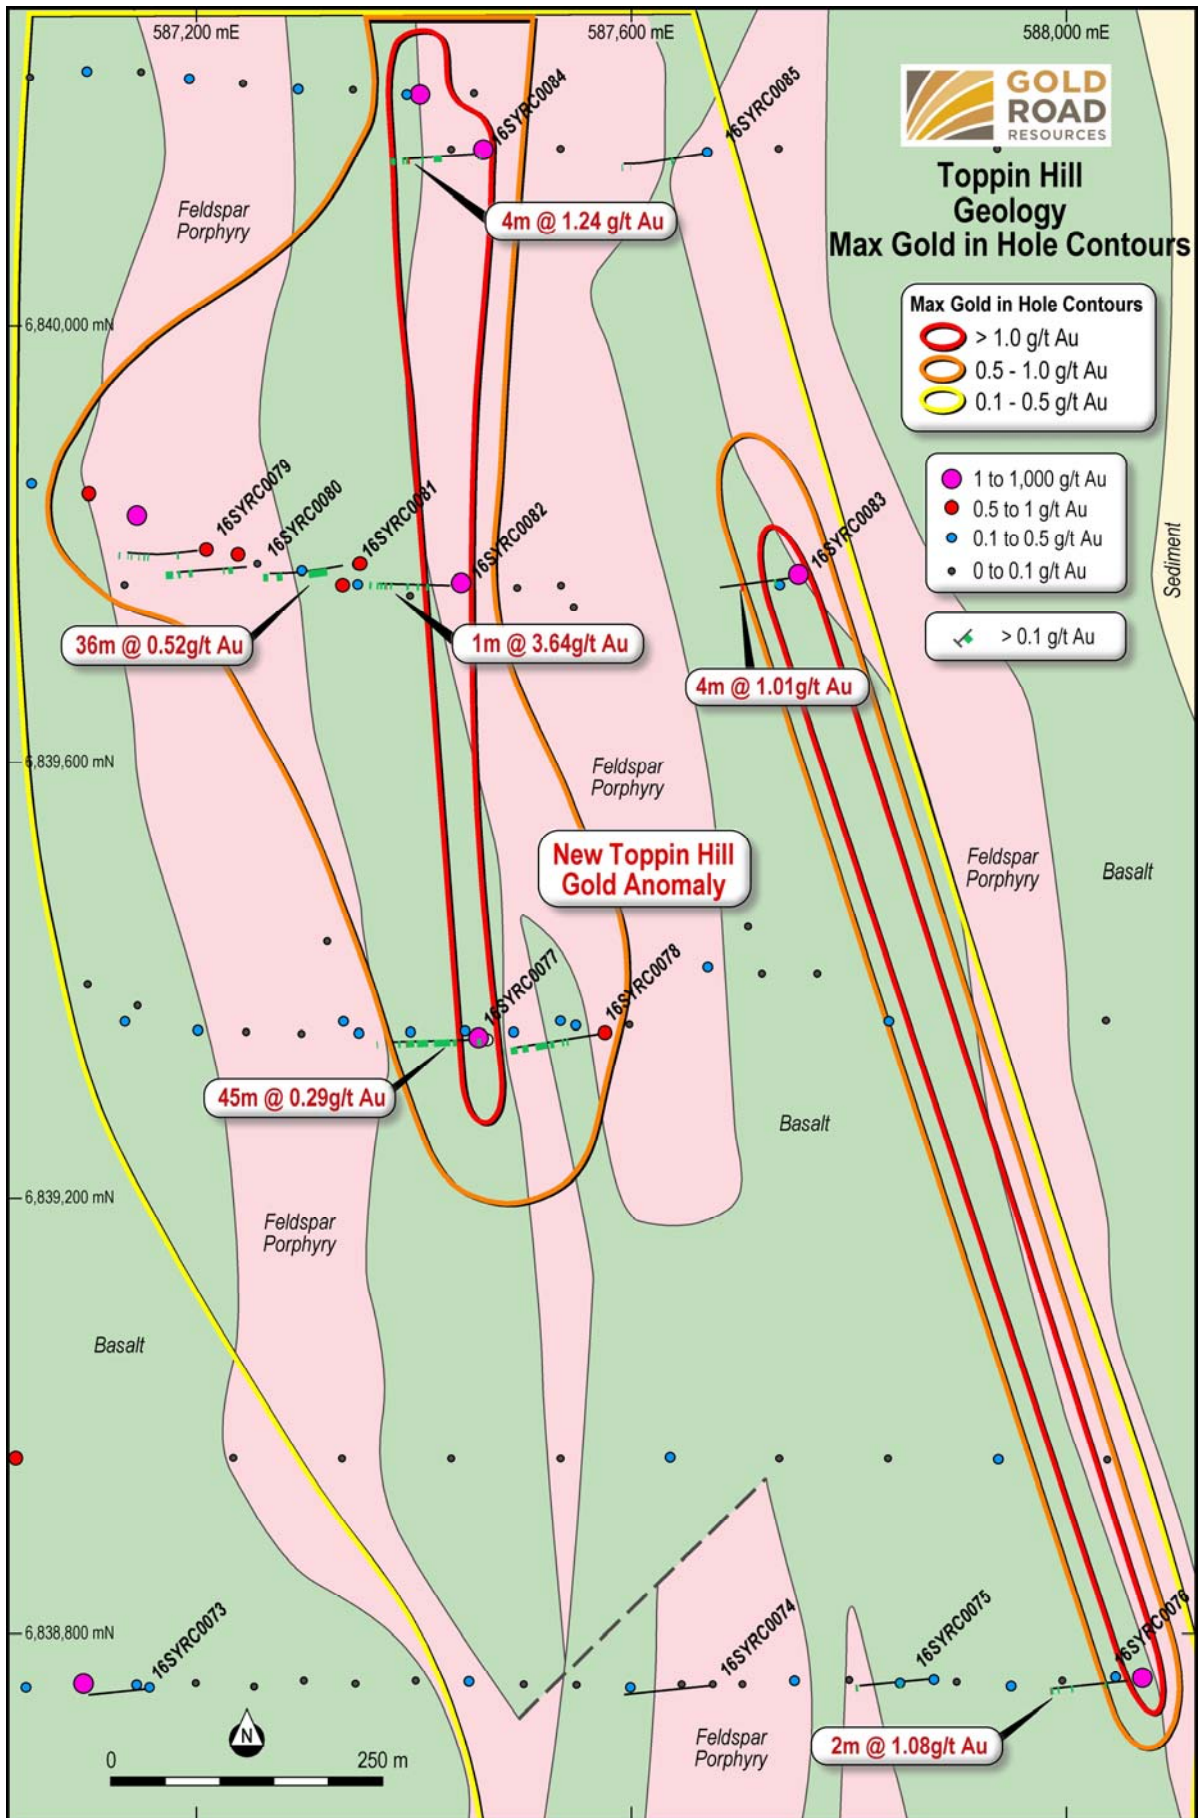 587,200 mE
587,600 mE
588,000 mE
GOLD
ROAD
RESOURCES
Toppin Hill
Geology
Max Gold in Hole Contours
Max Gold in Hole Contours
> 1.0 g/t Au
0.5 - 1.0 g/t Au
0.1 - 0.5 g/t Au
1 to 1,000 g/t Au
0.5 to 1 g/t Au
0.1 to 0.5 g/t Au
0 to 0.1 g/t Au
> 0.1 g/t Au
16SYRC0084
16SYRC0085
4m @ 1.24 g/t Au
Feldspar
Porphyry
6,840,000 mN
16SYRC0079
16SYRC0080
16SYRC0081
16SYRC0082
16SYRC0083
Sediment
36m @ 0.52g/t Au
1m @ 3.64g/t Au
4m @ 1.01g/t Au
6,839,600 mN
Feldspar
Porphyry
New Toppin Hill
Gold Anomaly
Feldspar
Porphyry
Basalt
16SYRC0077
16SYRC0078
45m @ 0.29g/t Au
Basalt
6,839,200 mN
Feldspar
Porphyry
Basalt
6,838,800 mN
16SYRC0073
16SYRC0074
16SYRC0075
16SYRC0076
N
0
250 m
Feldspar
Porphyry
2m @ 1.08g/t Au